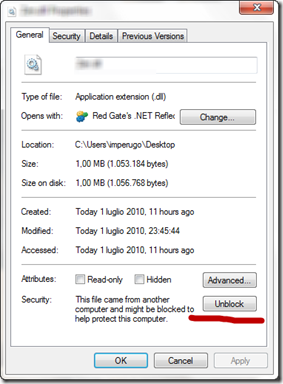 General Security Details Previous Versions
Type of file: Application extension (.dll)
Opens with: Red Gate's .NET Reflec Change...
Location: C:\Users\imperugo\Desktop
Size: 1,00 MB (1.053.184 bytes)
Size on disk: 1,00 MB (1.056.768 bytes)
Created: Today 1 luglio 2010, 11 hours ago
Modified: Today 1 luglio 2010, 23:45:44
Accessed: Today 1 luglio 2010, 11 hours ago
Attributes: Read-only Hidden Advanced...
Security: This file came from another
computer and might be blocked to
help protect this computer.
Unblock
OK Cancel Apply